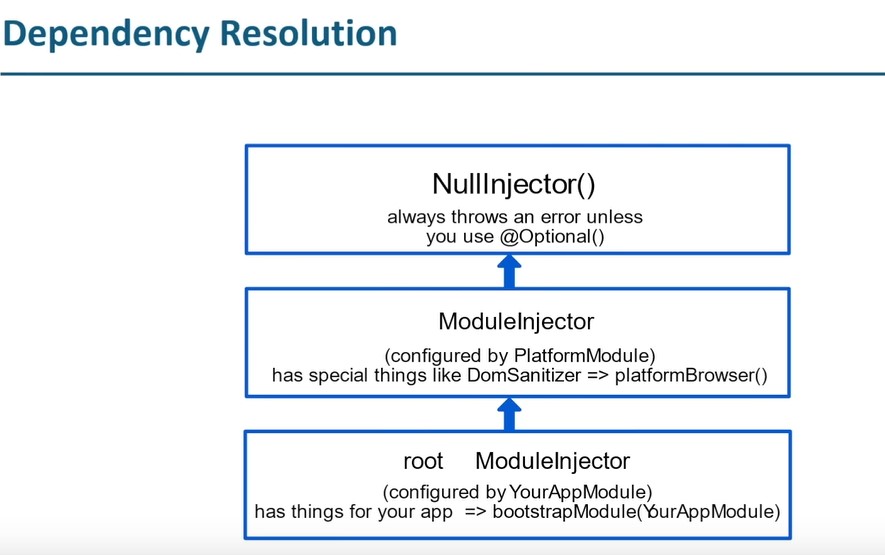 Dependency Resolution
NullInjector()
always throws an error unless
you use @Optional()
ModuleInjector
(configured by PlatformModule)
has special things like DomSanitizer => platformBrowser()
root ModuleInjector
(configured by YourAppModule)
has things for your app => bootstrapModule(YourAppModule)